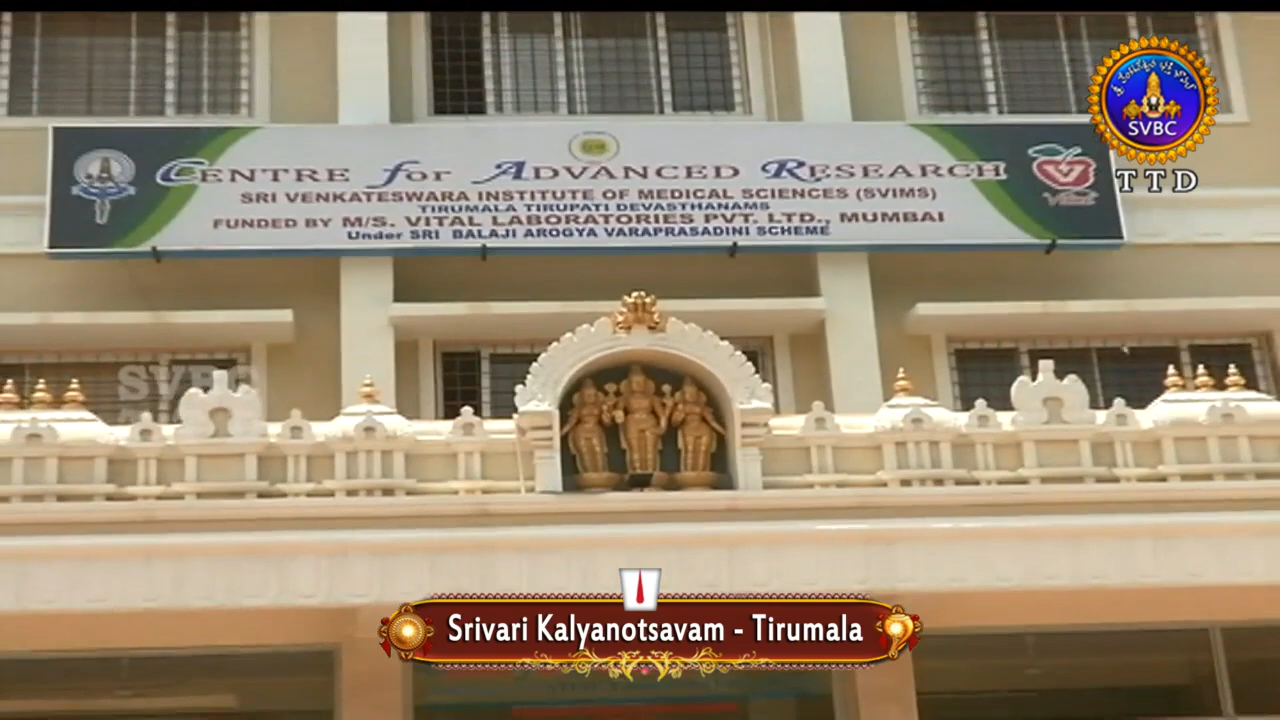 CENTRE for ADVANCED RESEARCH
SRI VENKATESWARA INSTITUTE OF MEDICAL SCIENCES (SVIMS)
TIRUMALA TIRUPATI DEVASTHANAMS
FUNDED BY M/S. VITAL LABORATORIES PVT. LTD., MUMBAI
Under SRI BALAJI AROGYA VARAPRASADINI SCHEME
SVBC
TTD
SVBC
Srivari Kalyanotsavam - Tirumala